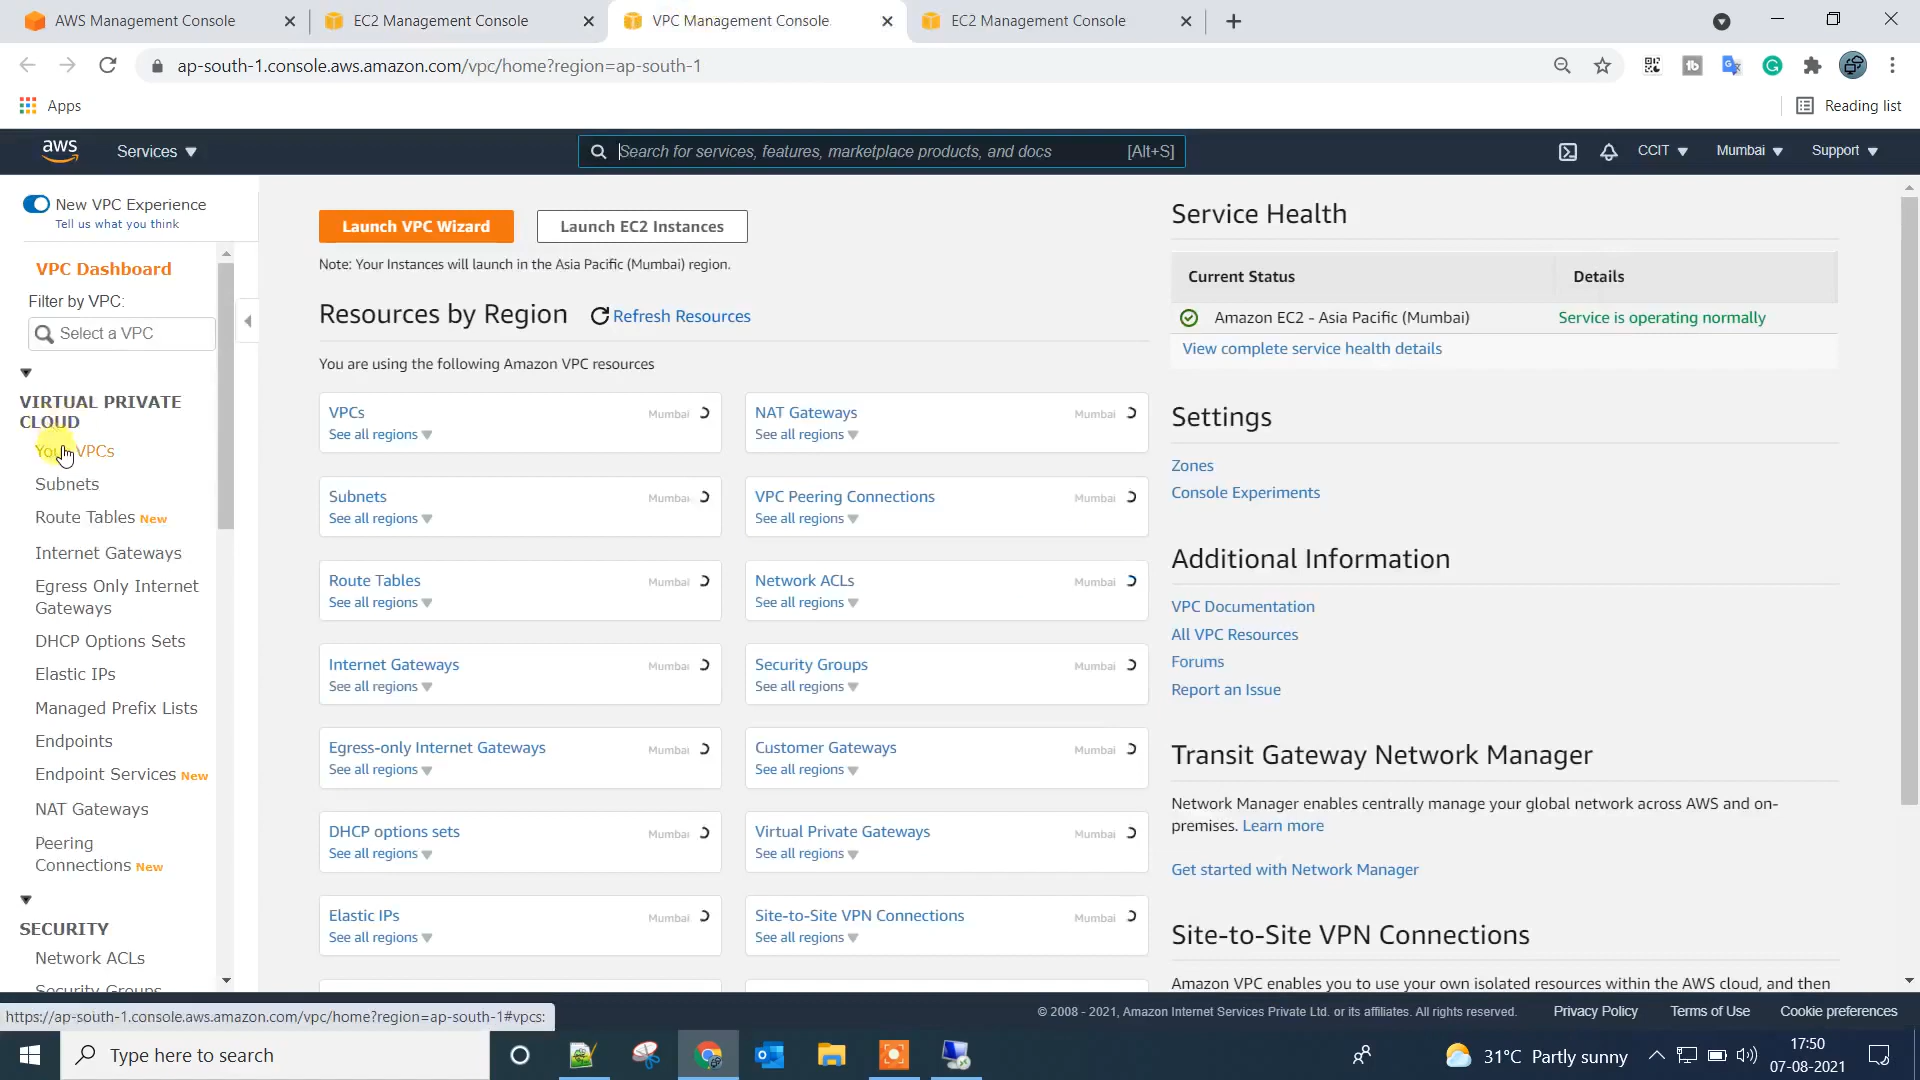 AWS Management Console
EC2 Management Console
VPC Management Console
EC2 Management Console
ap-south-1.console.aws.amazon.com/vpc/home?region=ap-south-1
Apps
Reading list
aws
Services
Search for services, features, marketplace products, and docs
[Alt+S]
CCIT
Mumbai
Support
New VPC Experience
Tell us what you think
VPC Dashboard
Filter by VPC:
Select a VPC
VIRTUAL PRIVATE
CLOUD
Your VPCs
Subnets
Route Tables New
Internet Gateways
Egress Only Internet
Gateways
DHCP Options Sets
Elastic IPs
Managed Prefix Lists
Endpoints
Endpoint Services New
NAT Gateways
Peering
Connections New
SECURITY
Network ACLs
Security Groups
Launch VPC Wizard
Launch EC2 Instances
Note: Your Instances will launch in the Asia Pacific (Mumbai) region.
Resources by Region
Refresh Resources
You are using the following Amazon VPC resources
VPCs
Mumbai
See all regions
NAT Gateways
Mumbai
See all regions
Subnets
Mumbai
See all regions
VPC Peering Connections
Mumbai
See all regions
Route Tables
Mumbai
See all regions
Network ACLs
Mumbai
See all regions
Internet Gateways
Mumbai
See all regions
Security Groups
Mumbai
See all regions
Egress-only Internet Gateways
Mumbai
See all regions
Customer Gateways
Mumbai
See all regions
DHCP options sets
Mumbai
See all regions
Virtual Private Gateways
Mumbai
See all regions
Elastic IPs
Mumbai
See all regions
Site-to-Site VPN Connections
Mumbai
See all regions
Service Health
Current Status
Details
Amazon EC2 - Asia Pacific (Mumbai)
Service is operating normally
View complete service health details
Settings
Zones
Console Experiments
Additional Information
VPC Documentation
All VPC Resources
Forums
Report an Issue
Transit Gateway Network Manager
Network Manager enables centrally manage your global network across AWS and on-
premises. Learn more
Get started with Network Manager
Site-to-Site VPN Connections
Amazon VPC enables you to use your own isolated resources within the AWS cloud, and then
https://ap-south-1.console.aws.amazon.com/vpc/home?region=ap-south-1#vpcs:
© 2008 - 2021, Amazon Internet Services Private Ltd. or its affiliates. All rights reserved.
Privacy Policy
Terms of Use
Cookie preferences
Type here to search
31°C Partly sunny
17:50
07-08-2021